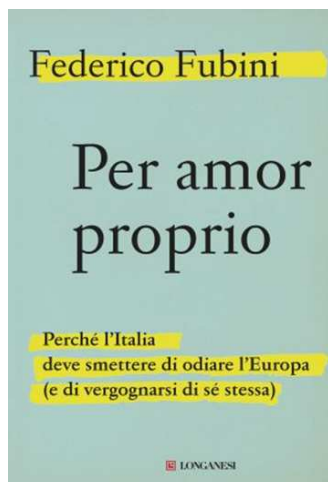 Federico Fubini
Per amor
proprio
Perché l'Italia
deve smettere di odiare l'Europa
(e di vergognarsi di sé stessa)
LONGANESI